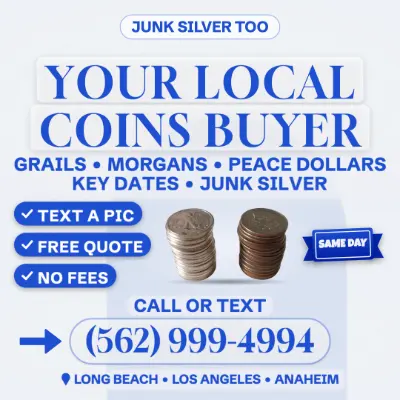 JUNK SILVER TOO
YOUR LOCAL
COINS BUYER
GRAILS • MORGANS • PEACE DOLLARS
KEY DATES • JUNK SILVER
TEXT A PIC
FREE QUOTE
NO FEES
SAME DAY
CALL OR TEXT
(562) 999-4994
LONG BEACH • LOS ANGELES • ANAHEIM